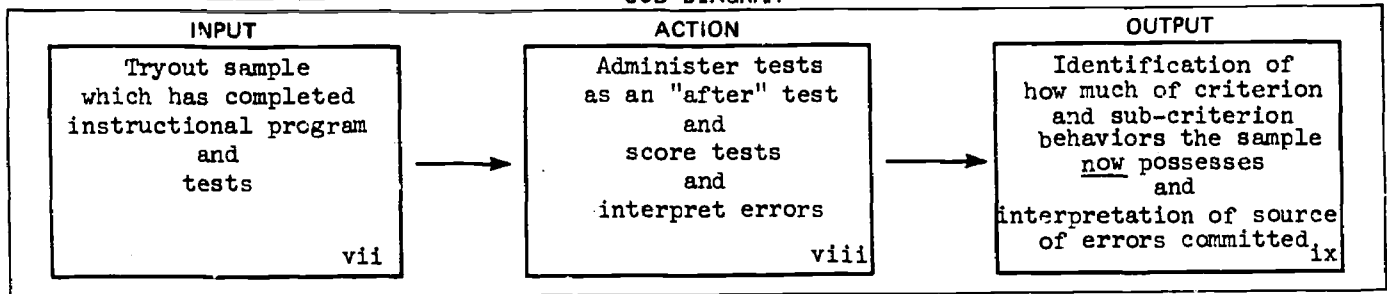 INPUT
Tryout sample
which has completed
instructional program
and
tests
vii
ACTION
Administer tests
as an "after" test
and
score tests
and
interpret errors
viii
OUTPUT
Identification of
how much of criterion
and sub-criterion
behaviors the sample
now possesses
and
interpretation of source
of errors committed.
ix